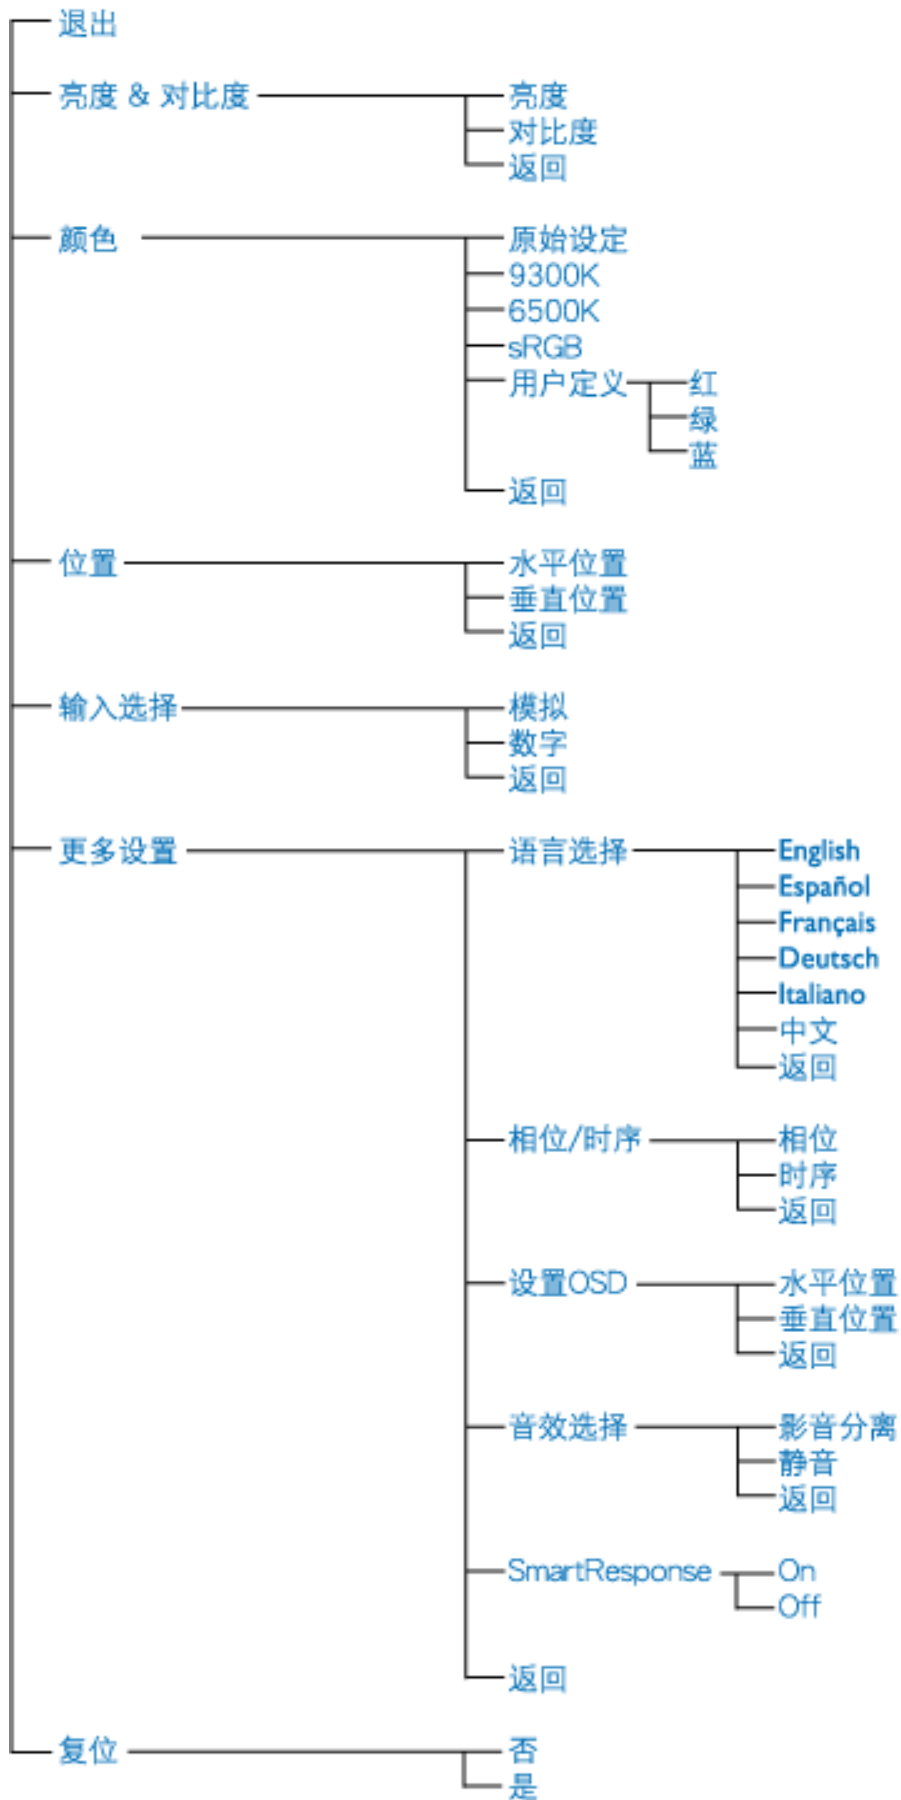 退出
亮度 & 对比度
亮度
对比度
返回
颜色
原始设定
9300K
6500K
sRGB
用户定义
红
绿
蓝
返回
位置
水平位置
垂直位置
返回
输入选择
模拟
数字
返回
更多设置
语言选择
English
Español
Français
Deutsch
Italiano
中文
返回
相位/时序
相位
时序
返回
设置OSD
水平位置
垂直位置
返回
音效选择
影音分离
静音
返回
SmartResponse
On
Off
返回
复位
否
是